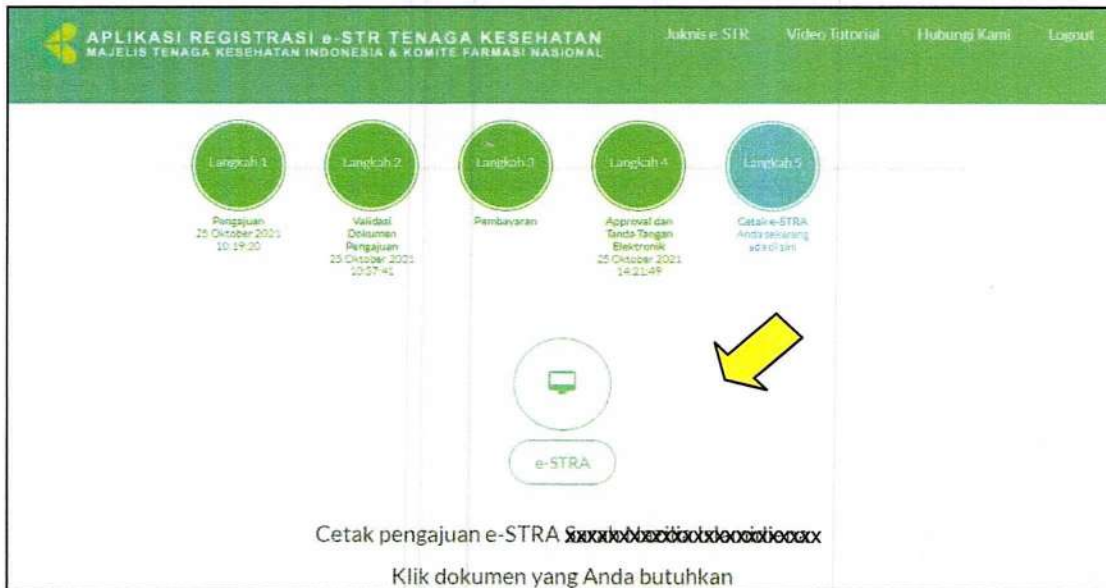 APLIKASI REGISTRASI e-STR TENAGA KESEHATAN
MAJELIS TENAGA KESEHATAN INDONESIA & KOMITE FARMASI NASIONAL
Juknis e-STR Video Tutorial Hubungi Kami Logout
Langkah 1 Langkah 2 Langkah 3 Langkah 4 Langkah 5
Pengajuan
25 Oktober 2021
10:19:20
Validasi
Dokumen
Pengajuan
25 Oktober 2021
10:57:41
Pembayaran
Approval dan
Tanda Tangan
Elektronik
25 Oktober 2021
14:21:49
Cetak e-STRA
Anda sekarang
ada di sini
e-STRA
Cetak pengajuan e-STRA
Klik dokumen yang Anda butuhkan